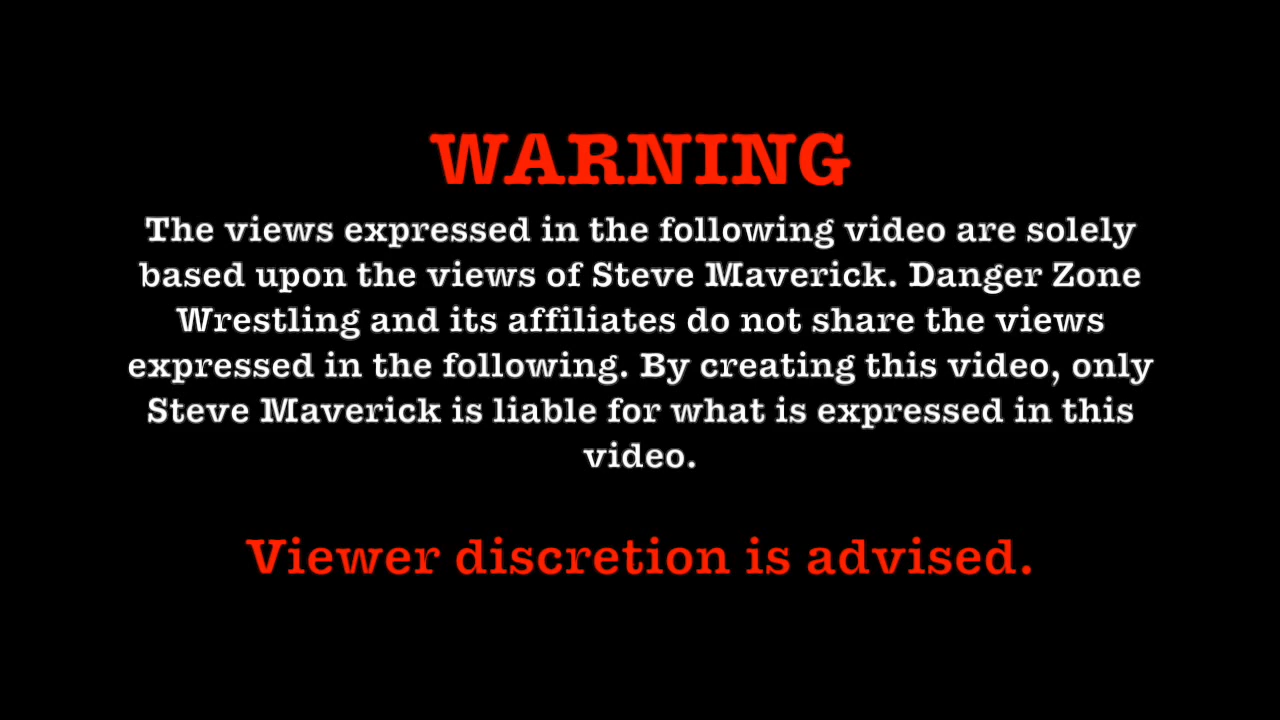 WARNING
The views expressed in the following video are solely
based upon the views of Steve Maverick. Danger Zone
Wrestling and its affiliates do not share the views
expressed in the following. By creating this video, only
Steve Maverick is liable for what is expressed in this
video.
Viewer discretion is advised.